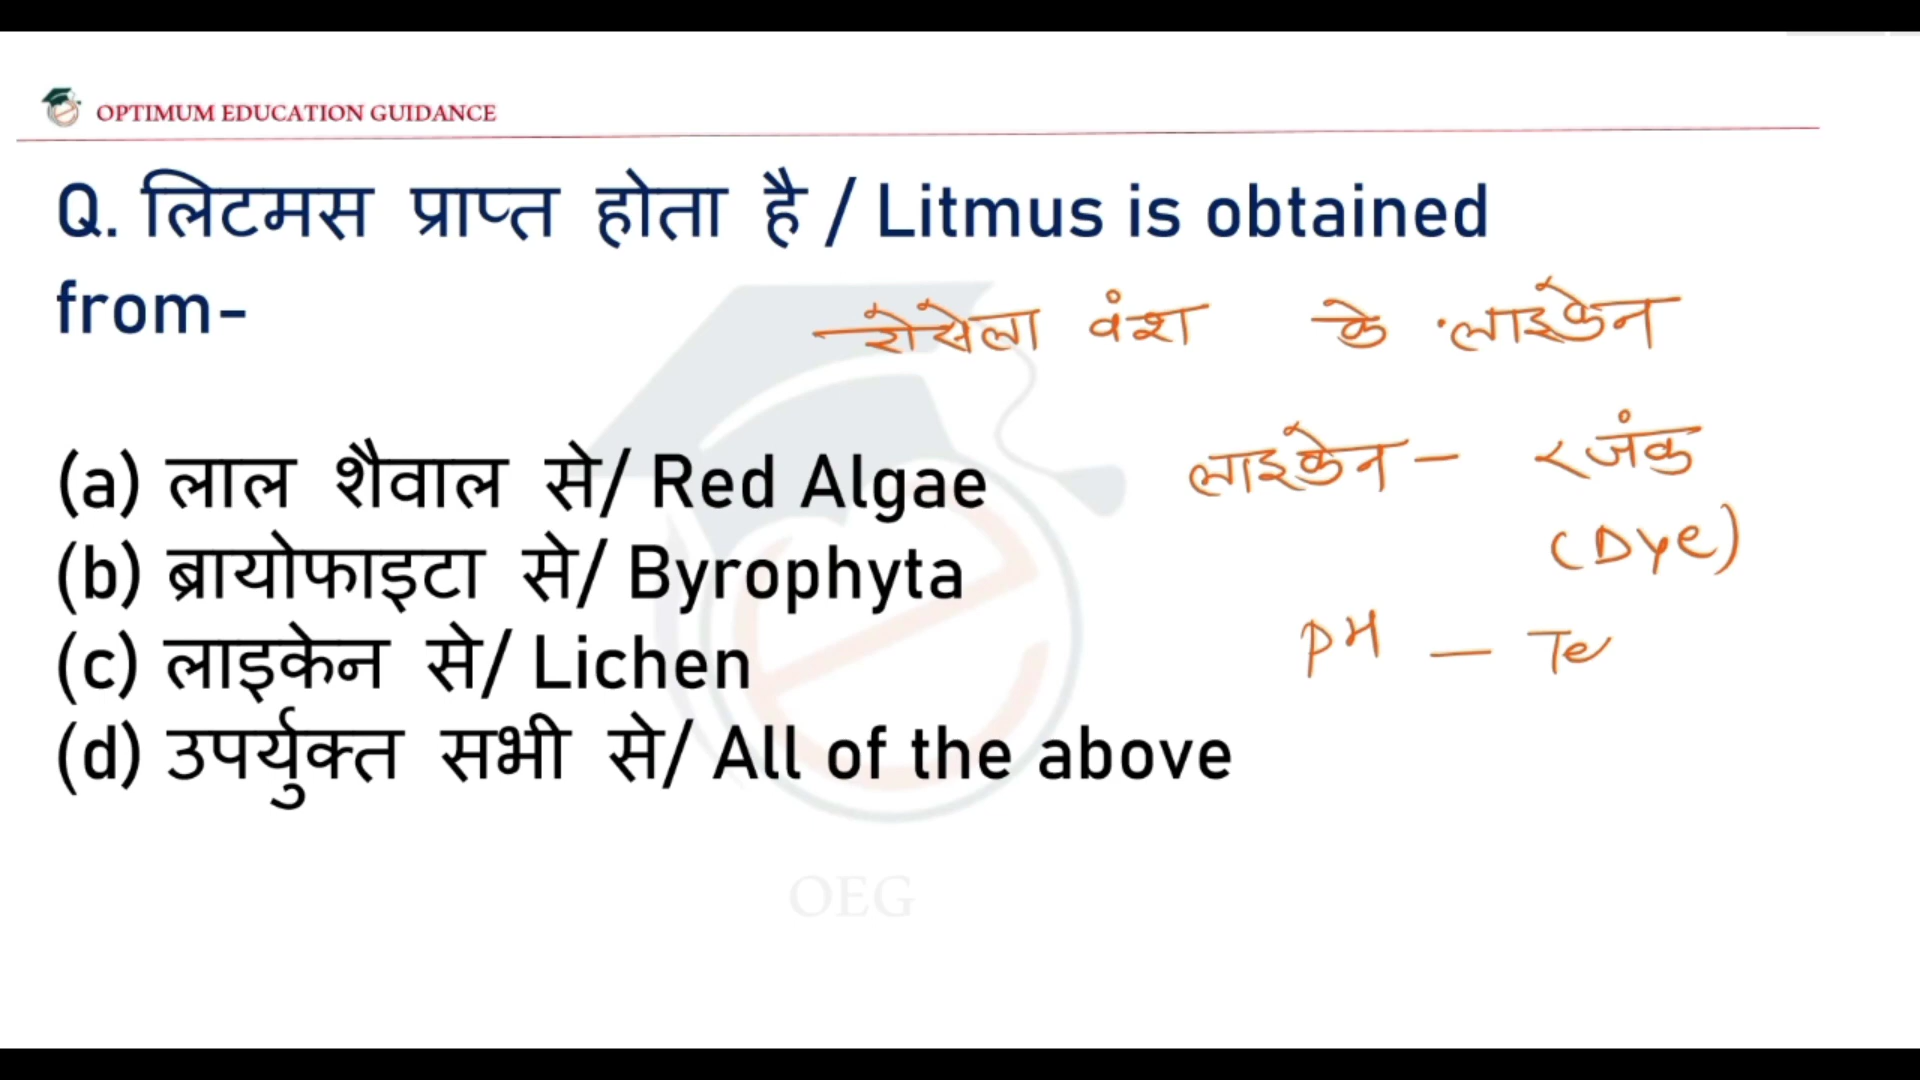 OPTIMUM EDUCATION GUIDANCE
Q. लिटमस प्राप्त होता है / Litmus is obtained
from-
रोसेला वंश के लाइकेन
(a) लाल शैवाल से/ Red Algae
लाइकेन - रजंक
(Dye)
(b) ब्रायोफाइटा से/ Byrophyta
(c) लाइकेन से/ Lichen
PH - Te
(d) उपर्युक्त सभी से/ All of the above
OEG